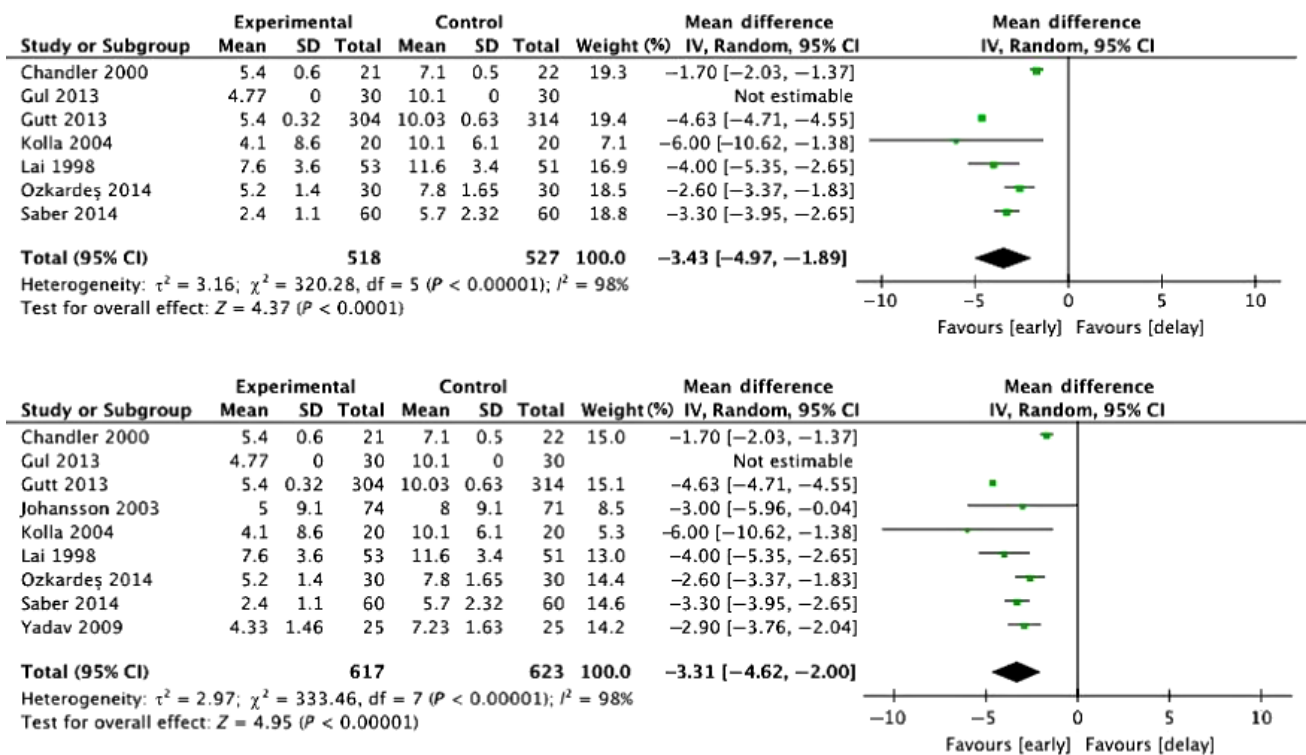 Experimental Control Mean difference Mean difference
Study or Subgroup Mean SD Total Mean SD Total Weight (%) IV, Random, 95% CI IV, Random, 95% CI
Chandler 2000 5.4 0.6 21 7.1 0.5 22 19.3 −1.70 [−2.03, −1.37]
Gul 2013 4.77 0 30 10.1 0 30 Not estimable
Gutt 2013 5.4 0.32 304 10.03 0.63 314 19.4 −4.63 [−4.71, −4.55]
Kolla 2004 4.1 8.6 20 10.1 6.1 20 7.1 −6.00 [−10.62, −1.38]
Lai 1998 7.6 3.6 53 11.6 3.4 51 16.9 −4.00 [−5.35, −2.65]
Ozkardeş 2014 5.2 1.4 30 7.8 1.65 30 18.5 −2.60 [−3.37, −1.83]
Saber 2014 2.4 1.1 60 5.7 2.32 60 18.8 −3.30 [−3.95, −2.65]
Total (95% CI) 518 527 100.0 −3.43 [−4.97, −1.89]
Heterogeneity: τ² = 3.16; χ² = 320.28, df = 5 (P < 0.00001); I² = 98%
Test for overall effect: Z = 4.37 (P < 0.0001)
−10 −5 0 5 10
Favours [early] Favours [delay]
Experimental Control Mean difference Mean difference
Study or Subgroup Mean SD Total Mean SD Total Weight (%) IV, Random, 95% CI IV, Random, 95% CI
Chandler 2000 5.4 0.6 21 7.1 0.5 22 15.0 −1.70 [−2.03, −1.37]
Gul 2013 4.77 0 30 10.1 0 30 Not estimable
Gutt 2013 5.4 0.32 304 10.03 0.63 314 15.1 −4.63 [−4.71, −4.55]
Johansson 2003 5 9.1 74 8 9.1 71 8.5 −3.00 [−5.96, −0.04]
Kolla 2004 4.1 8.6 20 10.1 6.1 20 5.3 −6.00 [−10.62, −1.38]
Lai 1998 7.6 3.6 53 11.6 3.4 51 13.0 −4.00 [−5.35, −2.65]
Ozkardeş 2014 5.2 1.4 30 7.8 1.65 30 14.4 −2.60 [−3.37, −1.83]
Saber 2014 2.4 1.1 60 5.7 2.32 60 14.6 −3.30 [−3.95, −2.65]
Yadav 2009 4.33 1.46 25 7.23 1.63 25 14.2 −2.90 [−3.76, −2.04]
Total (95% CI) 617 623 100.0 −3.31 [−4.62, −2.00]
Heterogeneity: τ² = 2.97; χ² = 333.46, df = 7 (P < 0.00001); I² = 98%
Test for overall effect: Z = 4.95 (P < 0.00001)
−10 −5 0 5 10
Favours [early] Favours [delay]